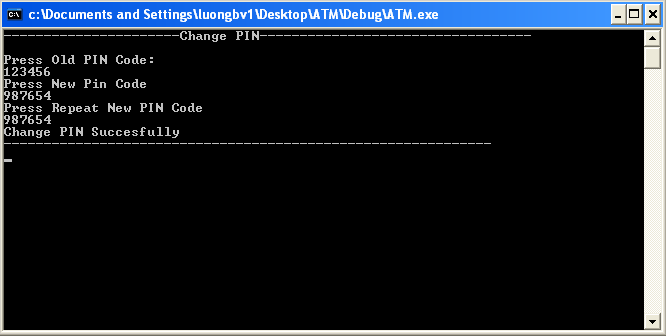 c:\Documents and Settings\luongbv1\Desktop\ATM\Debug\ATM.exe
----------------------Change PIN----------------------------------
Press Old PIN Code:
123456
Press New Pin Code
987654
Press Repeat New PIN Code
987654
Change PIN Succesfully
-------------------------------------------------------------